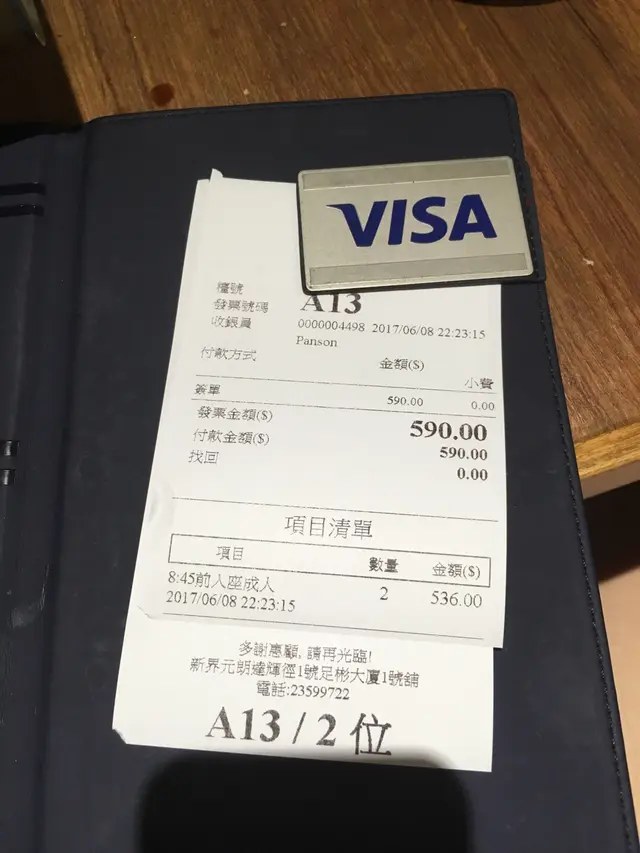 VISA
檯號 A13
發票號碼 0000004498 2017/06/08 22:23:15
收銀員 Panson
付款方式 金額($) 小費
簽單 590.00 0.00
發票金額($) 590.00
付款金額($) 590.00
找回 0.00
項目清單
項目 數量 金額($)
8:45前入座成人 2 536.00
2017/06/08 22:23:15
多謝惠顧, 請再光臨!
新界元朗達輝徑1號足彬大廈1號舖
電話:23599722
A13 / 2 位